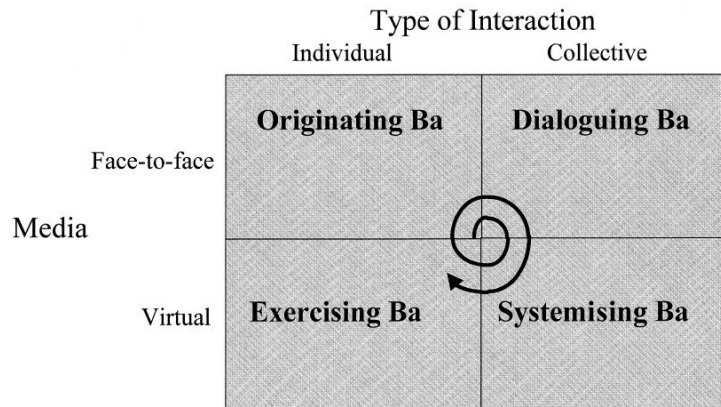 Type of Interaction
Individual Collective
Originating Ba Dialoguing Ba
Face-to-face
Media
Virtual
Exercising Ba Systemising Ba